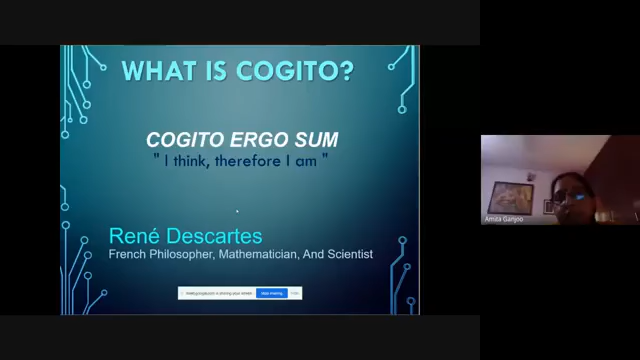 WHAT IS COGITO?
COGITO ERGO SUM
" I think, therefore I am "
René Descartes
French Philosopher, Mathematician, And Scientist
Stop sharing
Hide
Amita Ganjoo